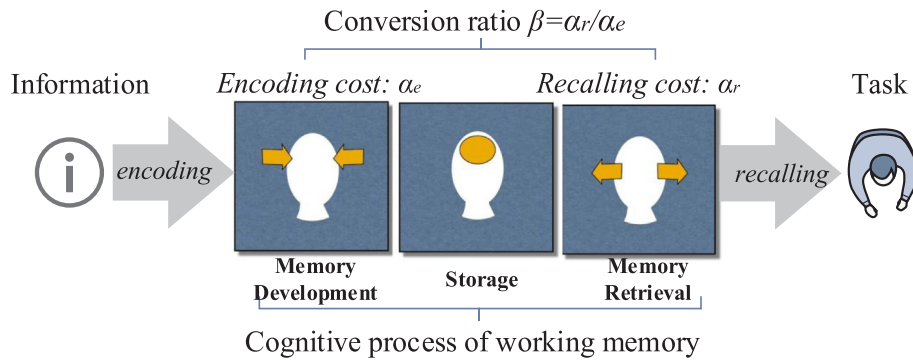 Conversion ratio β=αr/αe
Information
Encoding cost: αe
Recalling cost: αr
Task
i
encoding
recalling
Memory
Development
Storage
Memory
Retrieval
Cognitive process of working memory